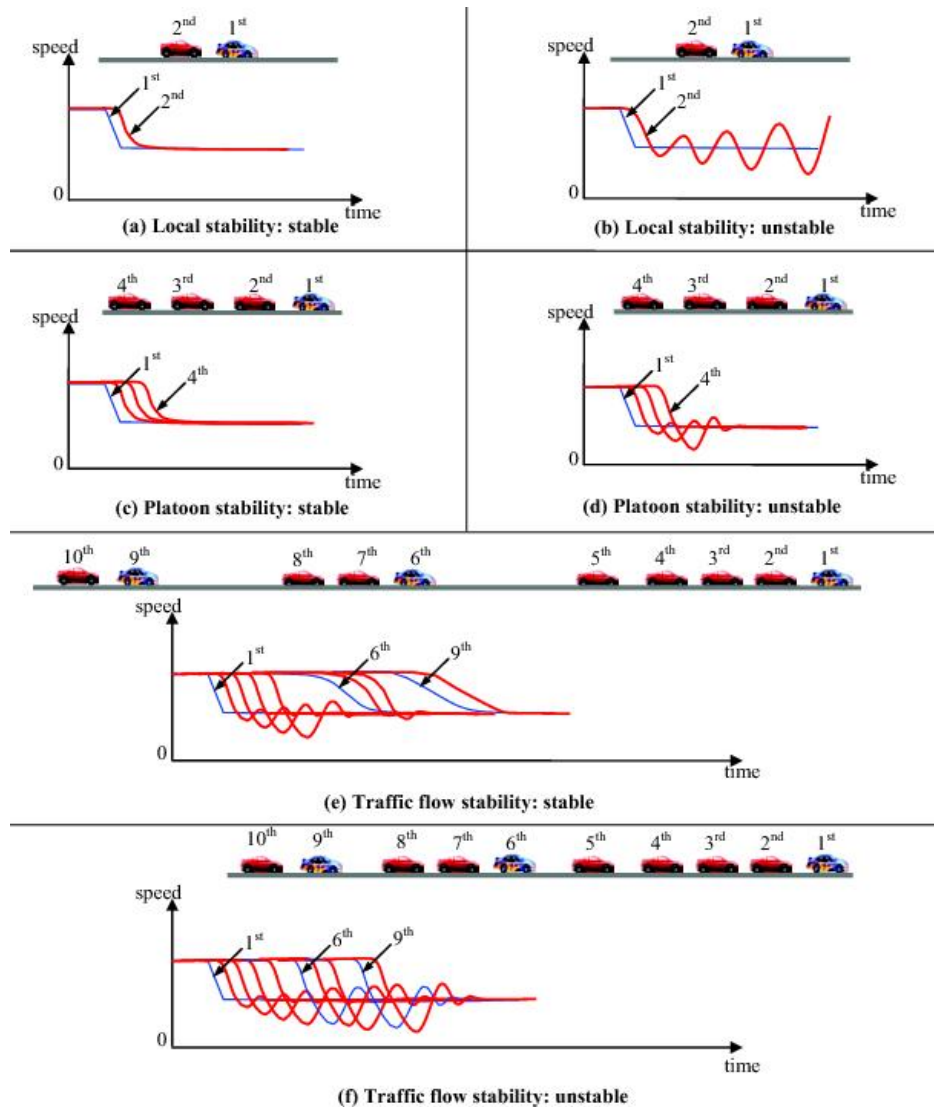 2nd 1st
speed
1st
2nd
0
time
(a) Local stability: stable
2nd 1st
speed
1st
2nd
0
time
(b) Local stability: unstable
4th 3rd 2nd 1st
speed
1st
4th
0
time
(c) Platoon stability: stable
4th 3rd 2nd 1st
speed
1st
4th
0
time
(d) Platoon stability: unstable
10th 9th 8th 7th 6th 5th 4th 3rd 2nd 1st
speed
1st 6th 9th
0
time
(e) Traffic flow stability: stable
10th 9th 8th 7th 6th 5th 4th 3rd 2nd 1st
speed
1st 6th 9th
0
time
(f) Traffic flow stability: unstable